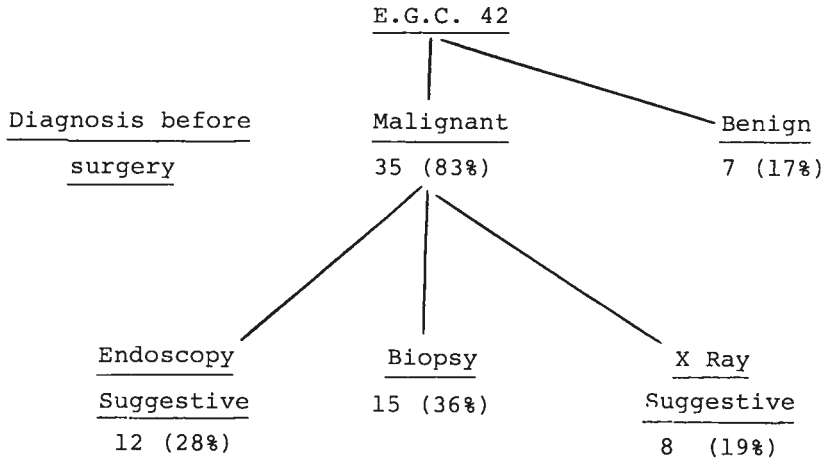 E.G.C. 42
Diagnosis before
surgery
Malignant
35 (83%)
Benign
7 (17%)
Endoscopy
Suggestive
12 (28%)
Biopsy
15 (36%)
X Ray
Suggestive
8 (19%)